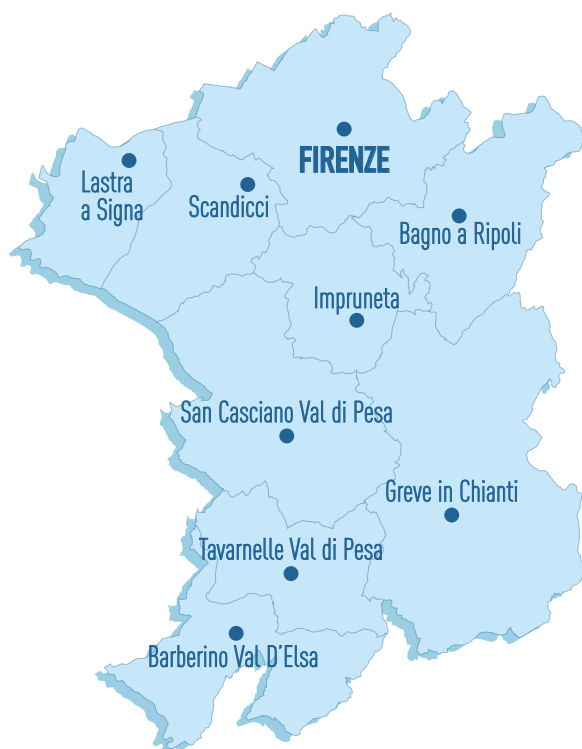 FIRENZE
Lastra
a Signa
Scandicci
Bagno a Ripoli
Impruneta
San Casciano Val di Pesa
Greve in Chianti
Tavarnelle Val di Pesa
Barberino Val D'Elsa